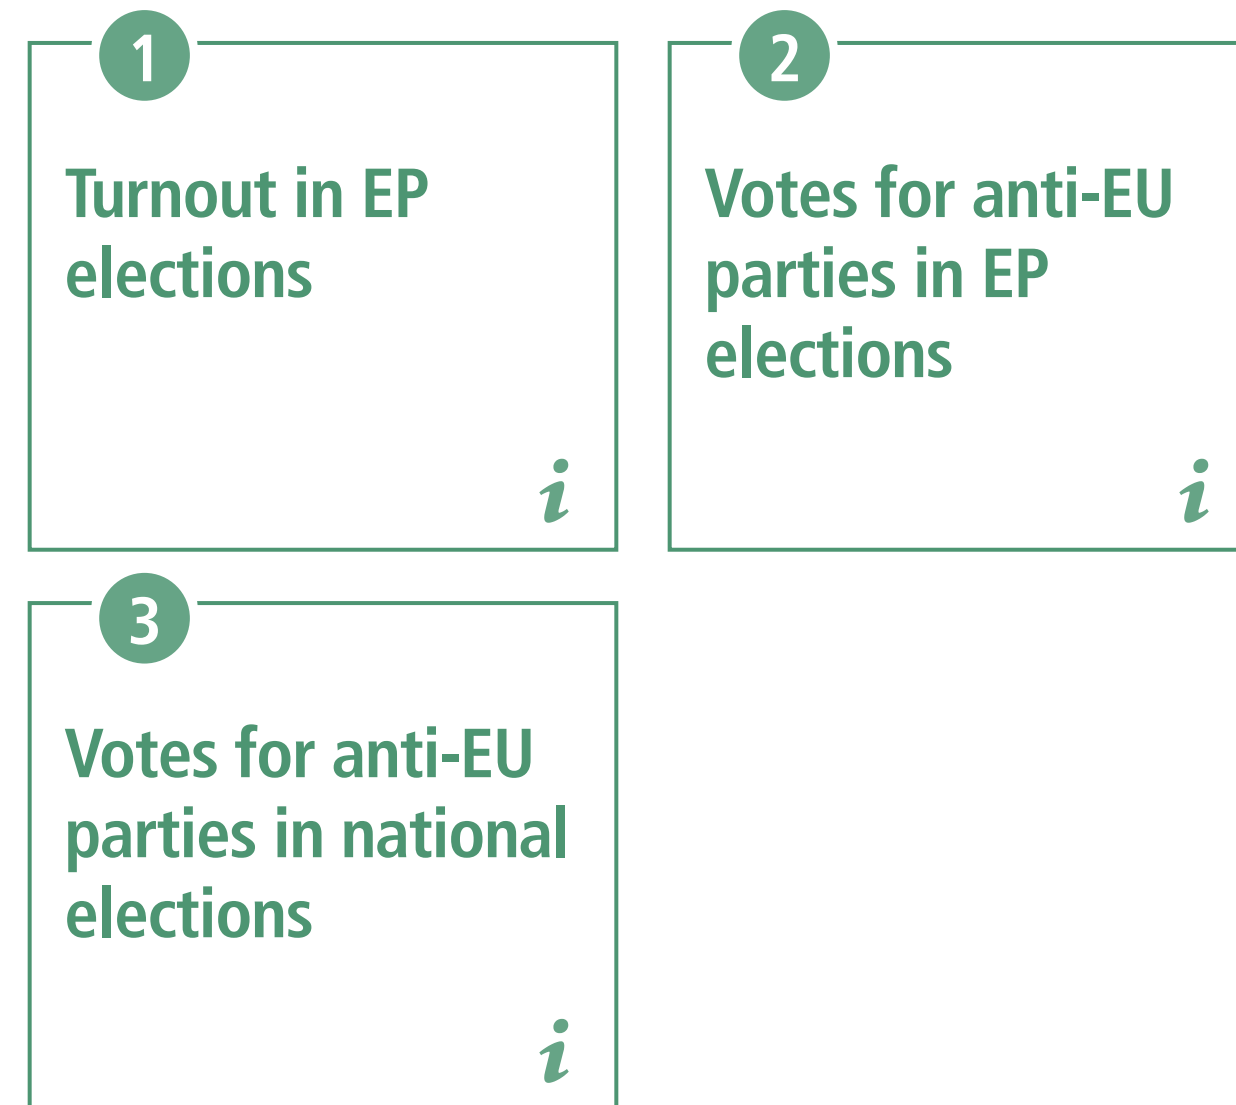 1
Turnout in EP
elections
i
2
Votes for anti-EU
parties in EP
elections
i
3
Votes for anti-EU
parties in national
elections
i